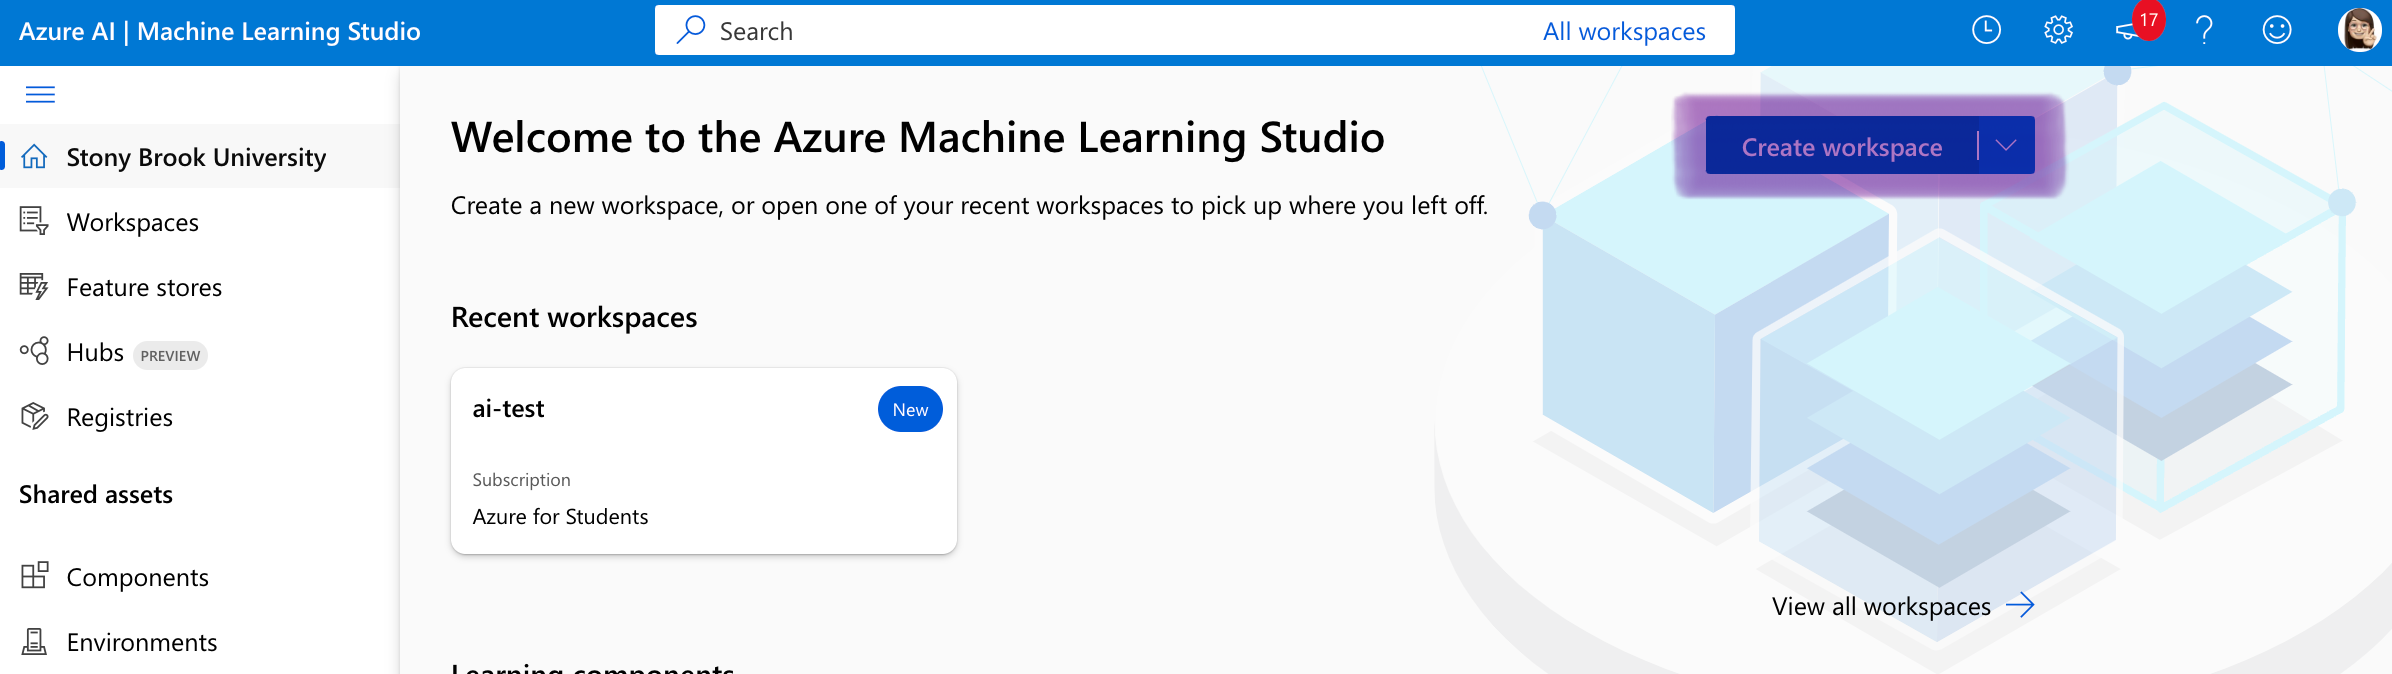 Azure AI | Machine Learning Studio
Search
All workspaces
17
Stony Brook University
Workspaces
Feature stores
Hubs PREVIEW
Registries
Shared assets
Components
Environments
Welcome to the Azure Machine Learning Studio
Create workspace
Create a new workspace, or open one of your recent workspaces to pick up where you left off.
Recent workspaces
ai-test
New
Subscription
Azure for Students
View all workspaces
Learning components